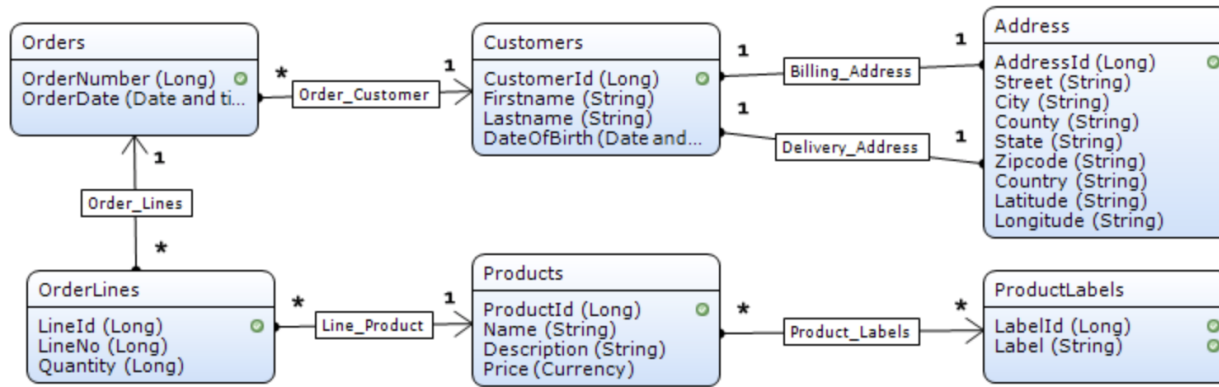 Orders
OrderNumber (Long)
OrderDate (Date and ti...
*
Order_Customer
1
Customers
CustomerId (Long)
Firstname (String)
Lastname (String)
DateOfBirth (Date and...
1
Billing_Address
1
1
Delivery_Address
1
Address
AddressId (Long)
Street (String)
City (String)
County (String)
State (String)
Zipcode (String)
Country (String)
Latitude (String)
Longitude (String)
1
Order_Lines
*
OrderLines
LineId (Long)
LineNo (Long)
Quantity (Long)
*
Line_Product
1
Products
ProductId (Long)
Name (String)
Description (String)
Price (Currency)
*
Product_Labels
*
ProductLabels
LabelId (Long)
Label (String)